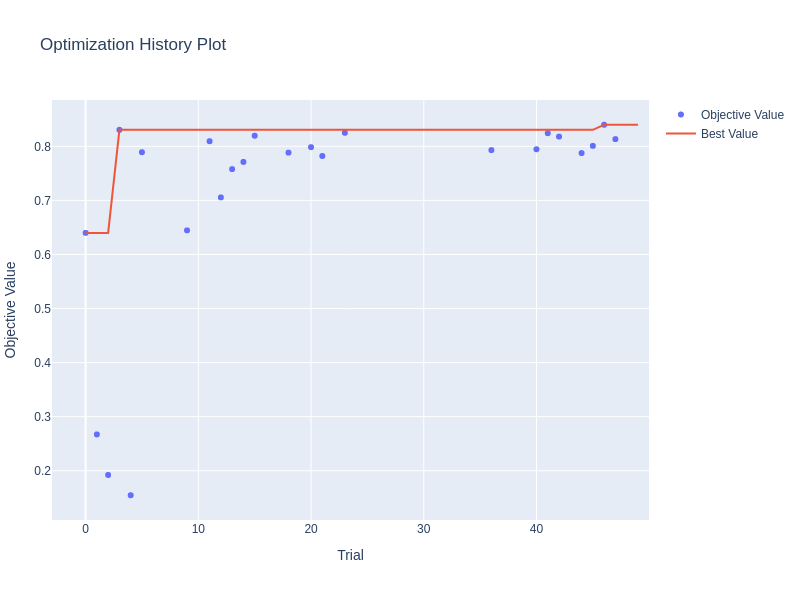 Optimization History Plot
Objective Value
Best Value
0.8
0.7
0.6
0.5
0.4
0.3
0.2
Objective Value
0
10
20
30
40
Trial